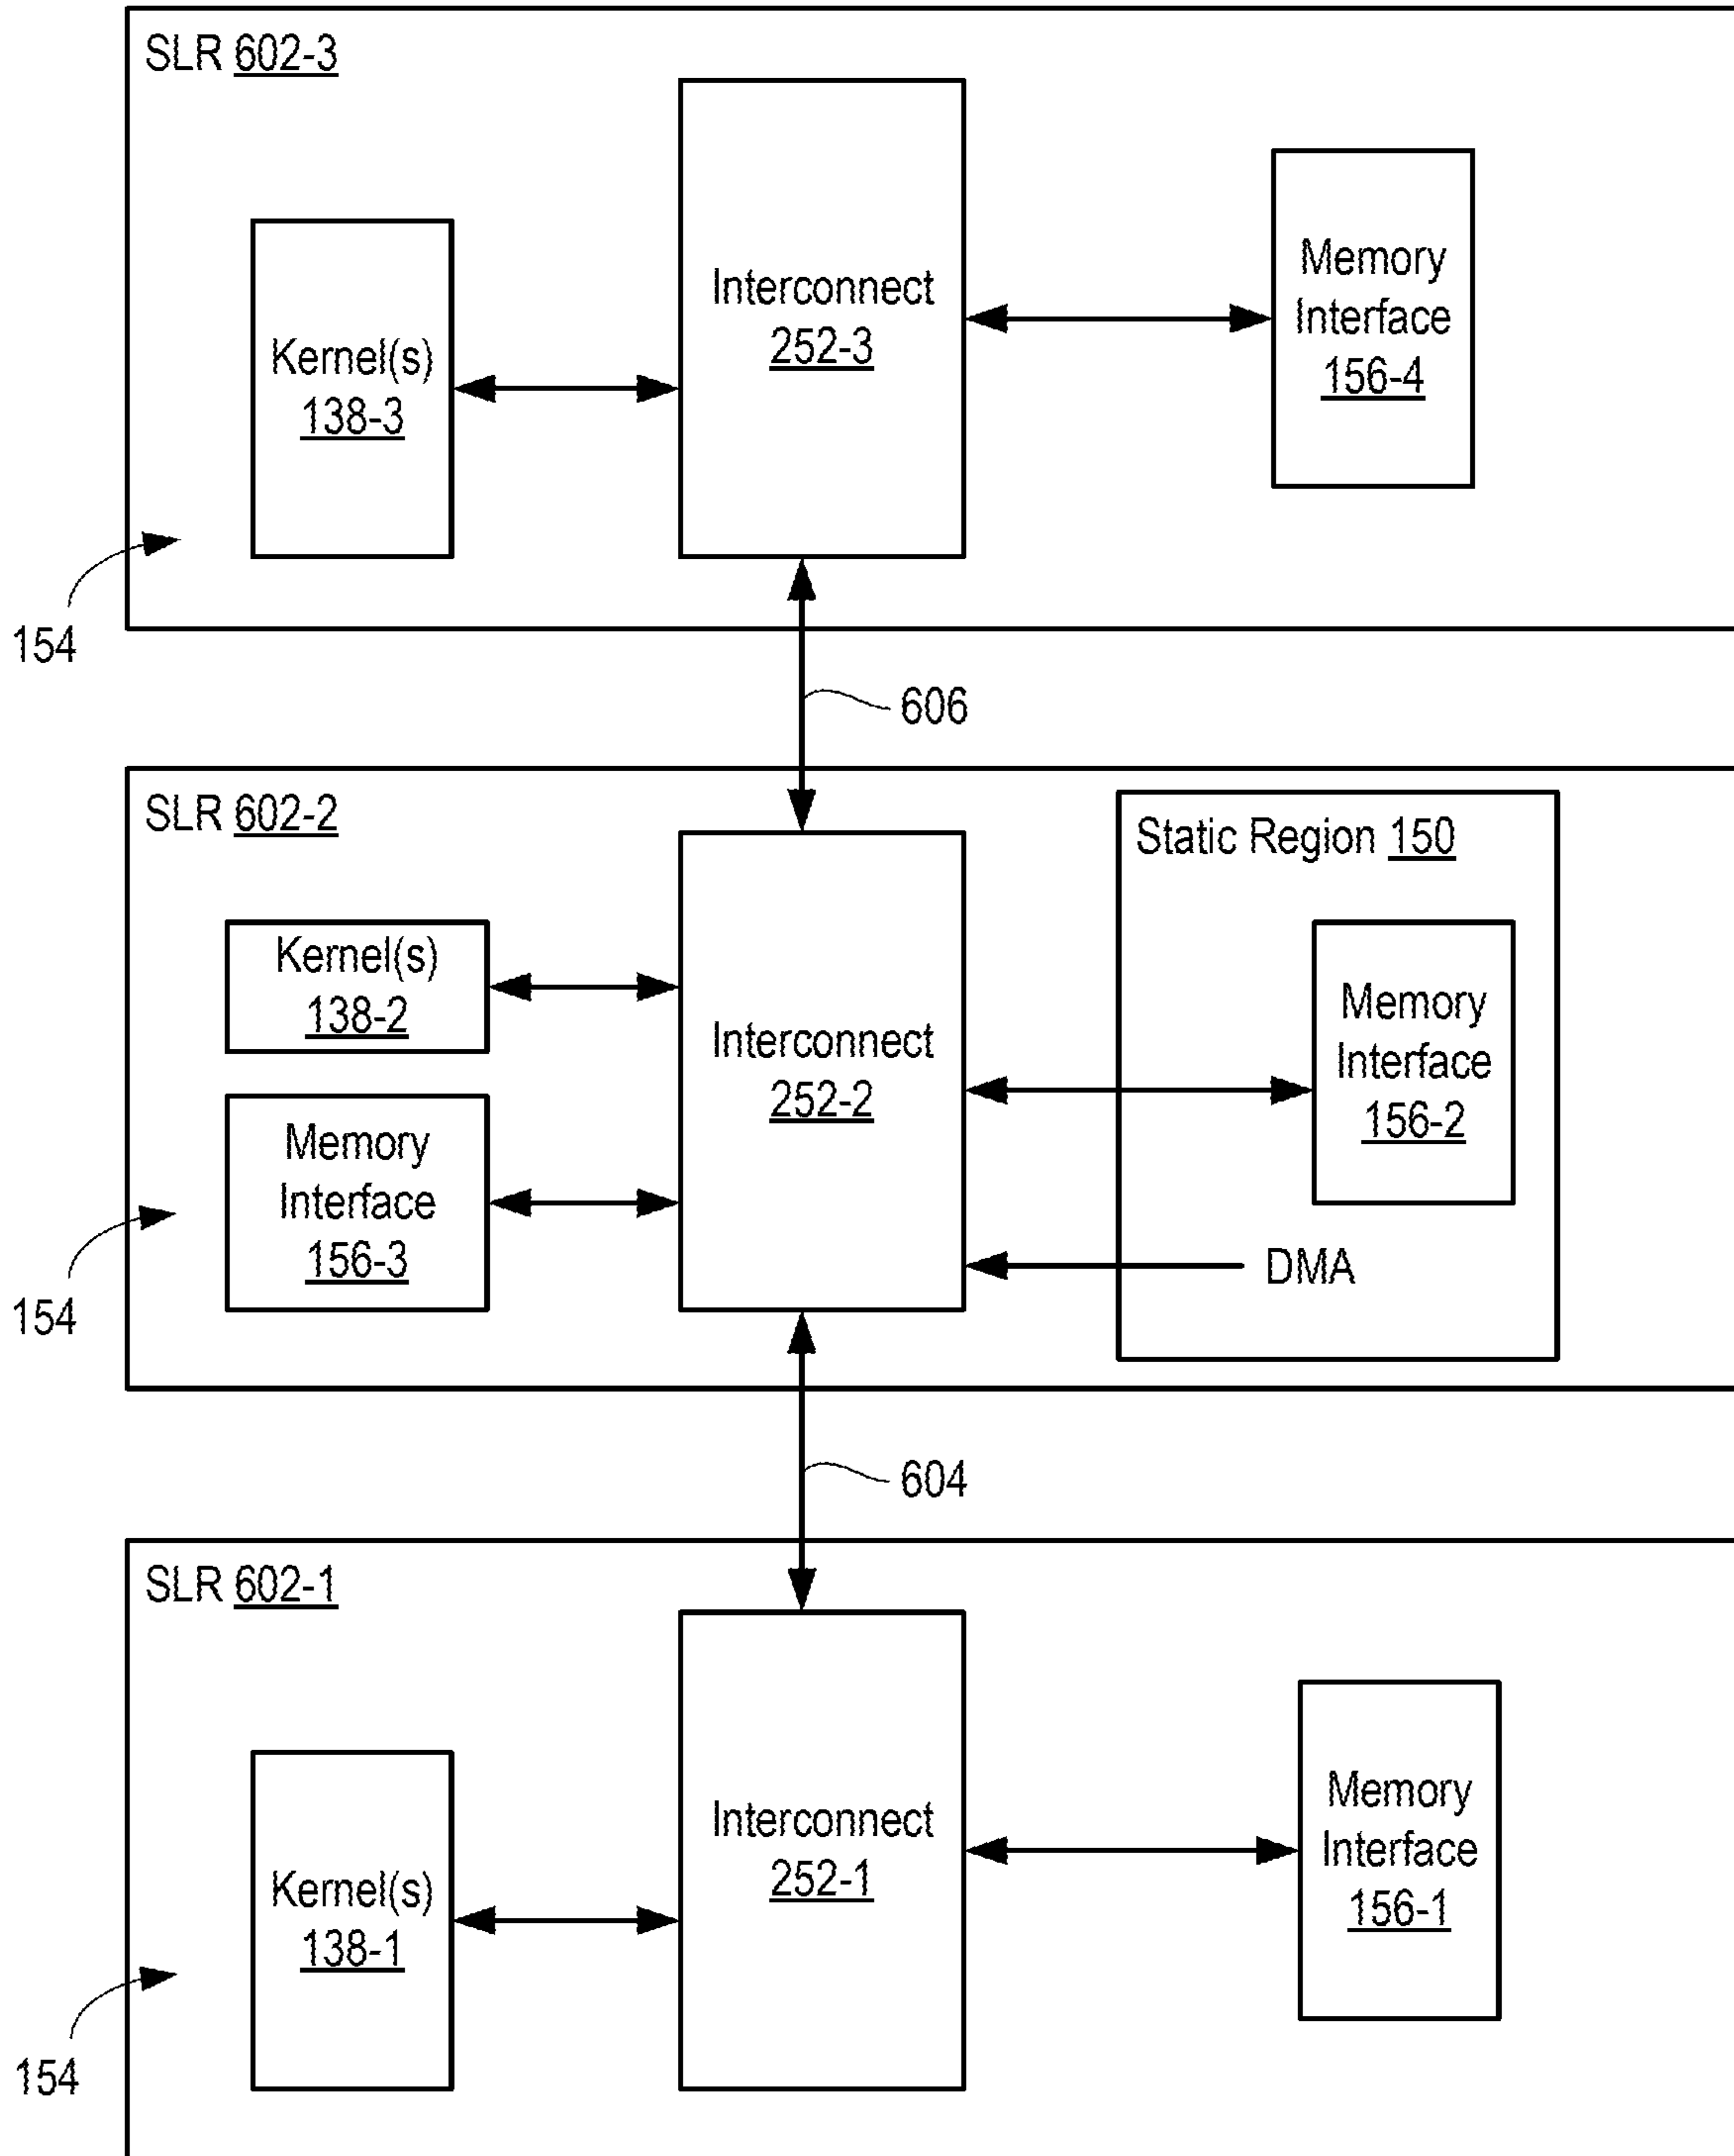 SLR 602-3
Kernel(s)
138-3
Interconnect
252-3
Memory
Interface
156-4
154
606
SLR 602-2
Kernel(s)
138-2
Memory
Interface
156-3
Interconnect
252-2
Static Region 150
Memory
Interface
156-2
DMA
154
604
SLR 602-1
Kernel(s)
138-1
Interconnect
252-1
Memory
Interface
156-1
154